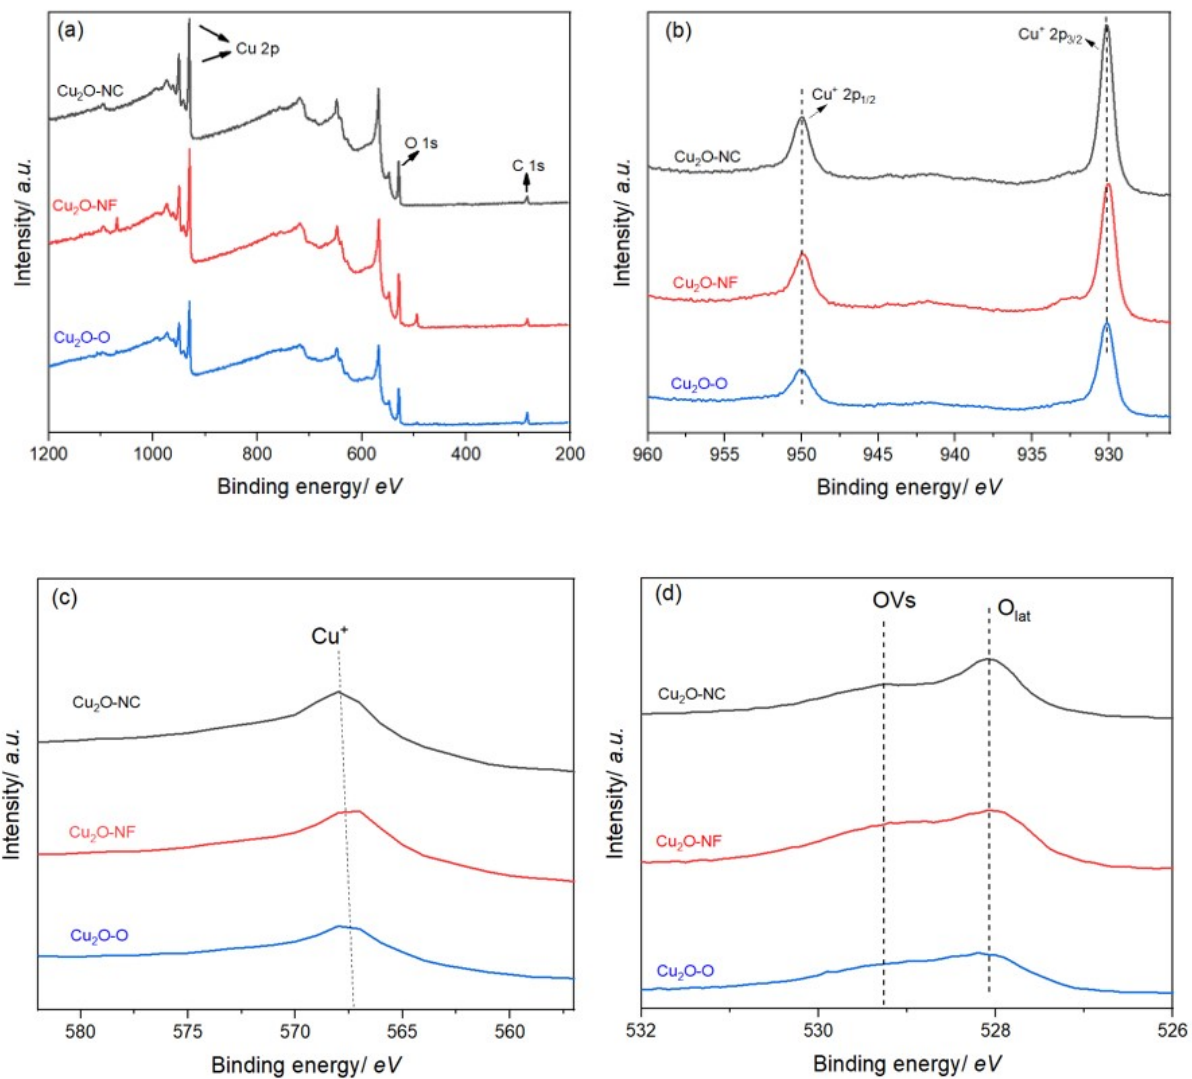 (a)
Cu 2p
Cu₂O-NC
O 1s
C 1s
Cu₂O-NF
Cu₂O-O
1200 1000 800 600 400 200
Binding energy/ eV
Intensity/ a.u.
(b)
Cu⁺ 2p₃/₂
Cu⁺ 2p₁/₂
Cu₂O-NC
Cu₂O-NF
Cu₂O-O
960 955 950 945 940 935 930
Binding energy/ eV
Intensity/ a.u.
(c)
Cu⁺
Cu₂O-NC
Cu₂O-NF
Cu₂O-O
580 575 570 565 560
Binding energy/ eV
Intensity/ a.u.
(d)
OVs
Olat
Cu₂O-NC
Cu₂O-NF
Cu₂O-O
532 530 528 526
Binding energy/ eV
Intensity/ a.u.